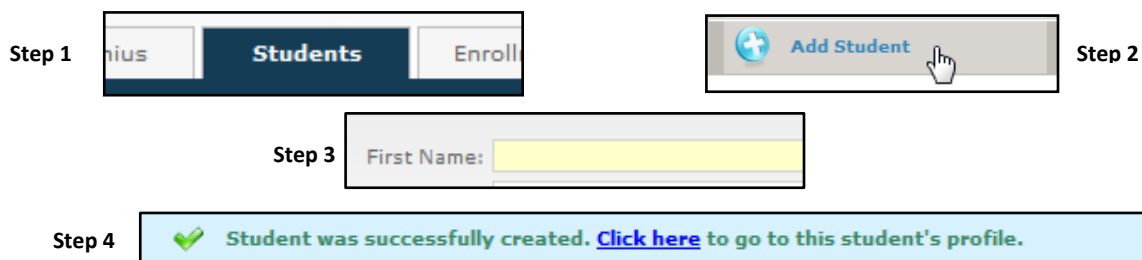 Step 1
Students
Add Student
Step 2
Step 3
First Name:
Step 4
Student was successfully created. Click here to go to this student's profile.